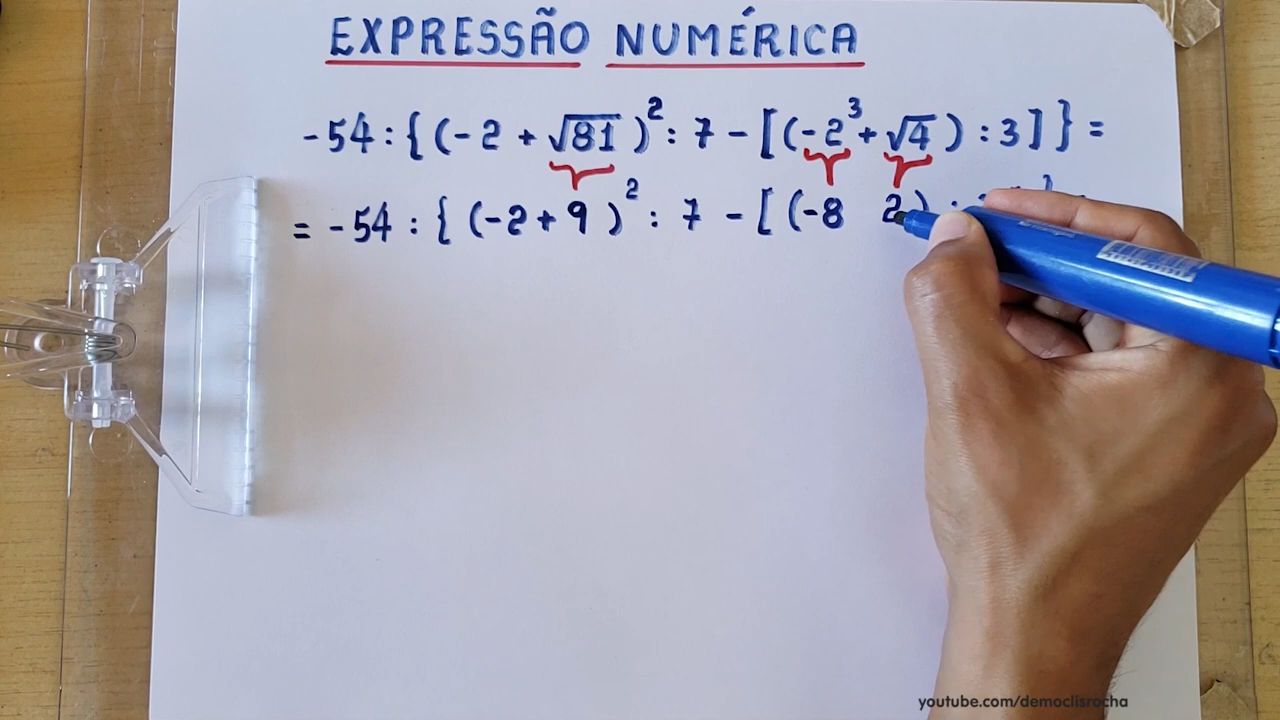 EXPRESSÃO NUMÉRICA
-54:{(-2+√81)²:7-[(-2³+√4):3]}=
=-54:{(-2+9)²:7-[(-8 2)
youtube.com/democlisrocha